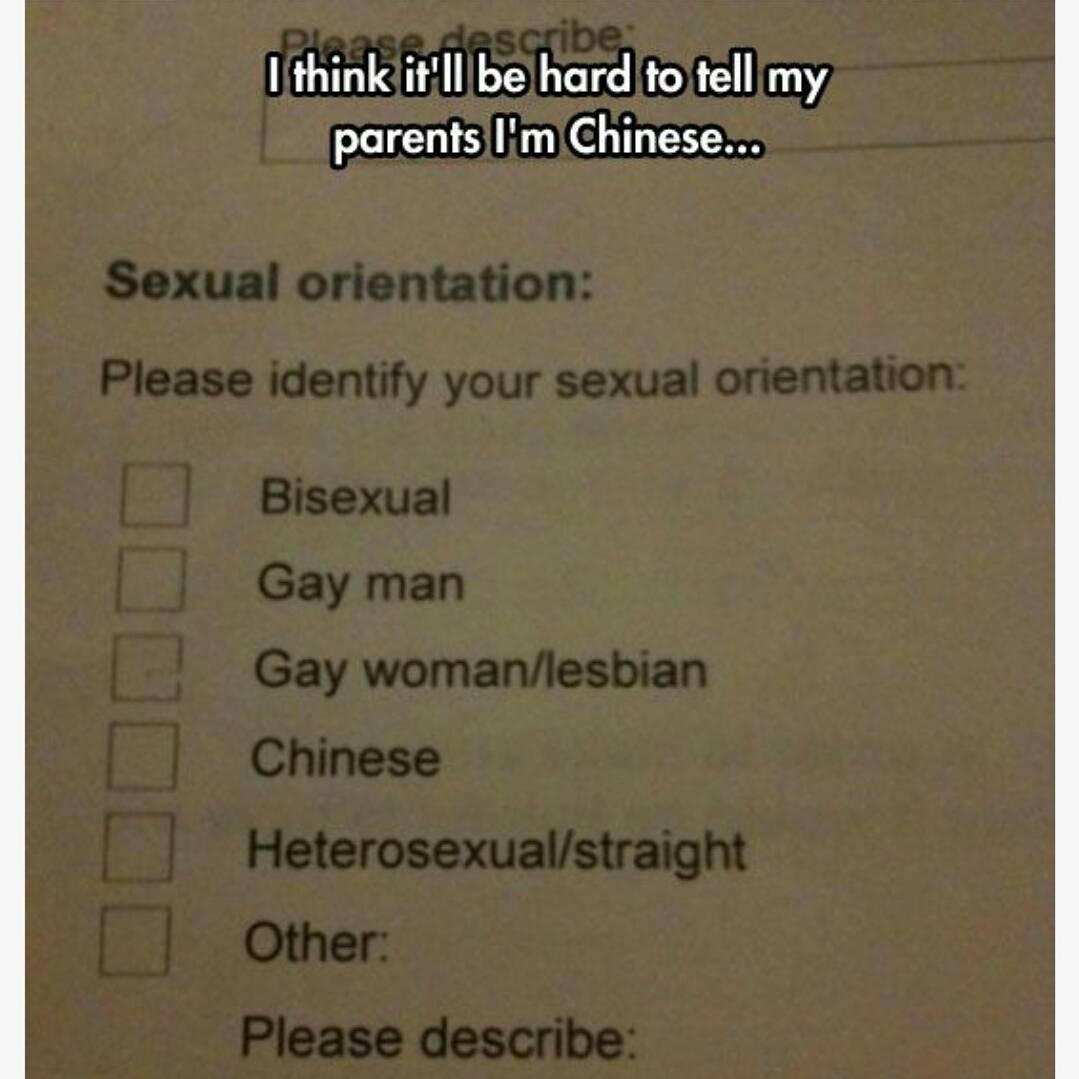 Please describe:
I think it'll be hard to tell my
parents I'm Chinese...
Sexual orientation:
Please identify your sexual orientation:
Bisexual
Gay man
Gay woman/lesbian
Chinese
Heterosexual/straight
Other:
Please describe: